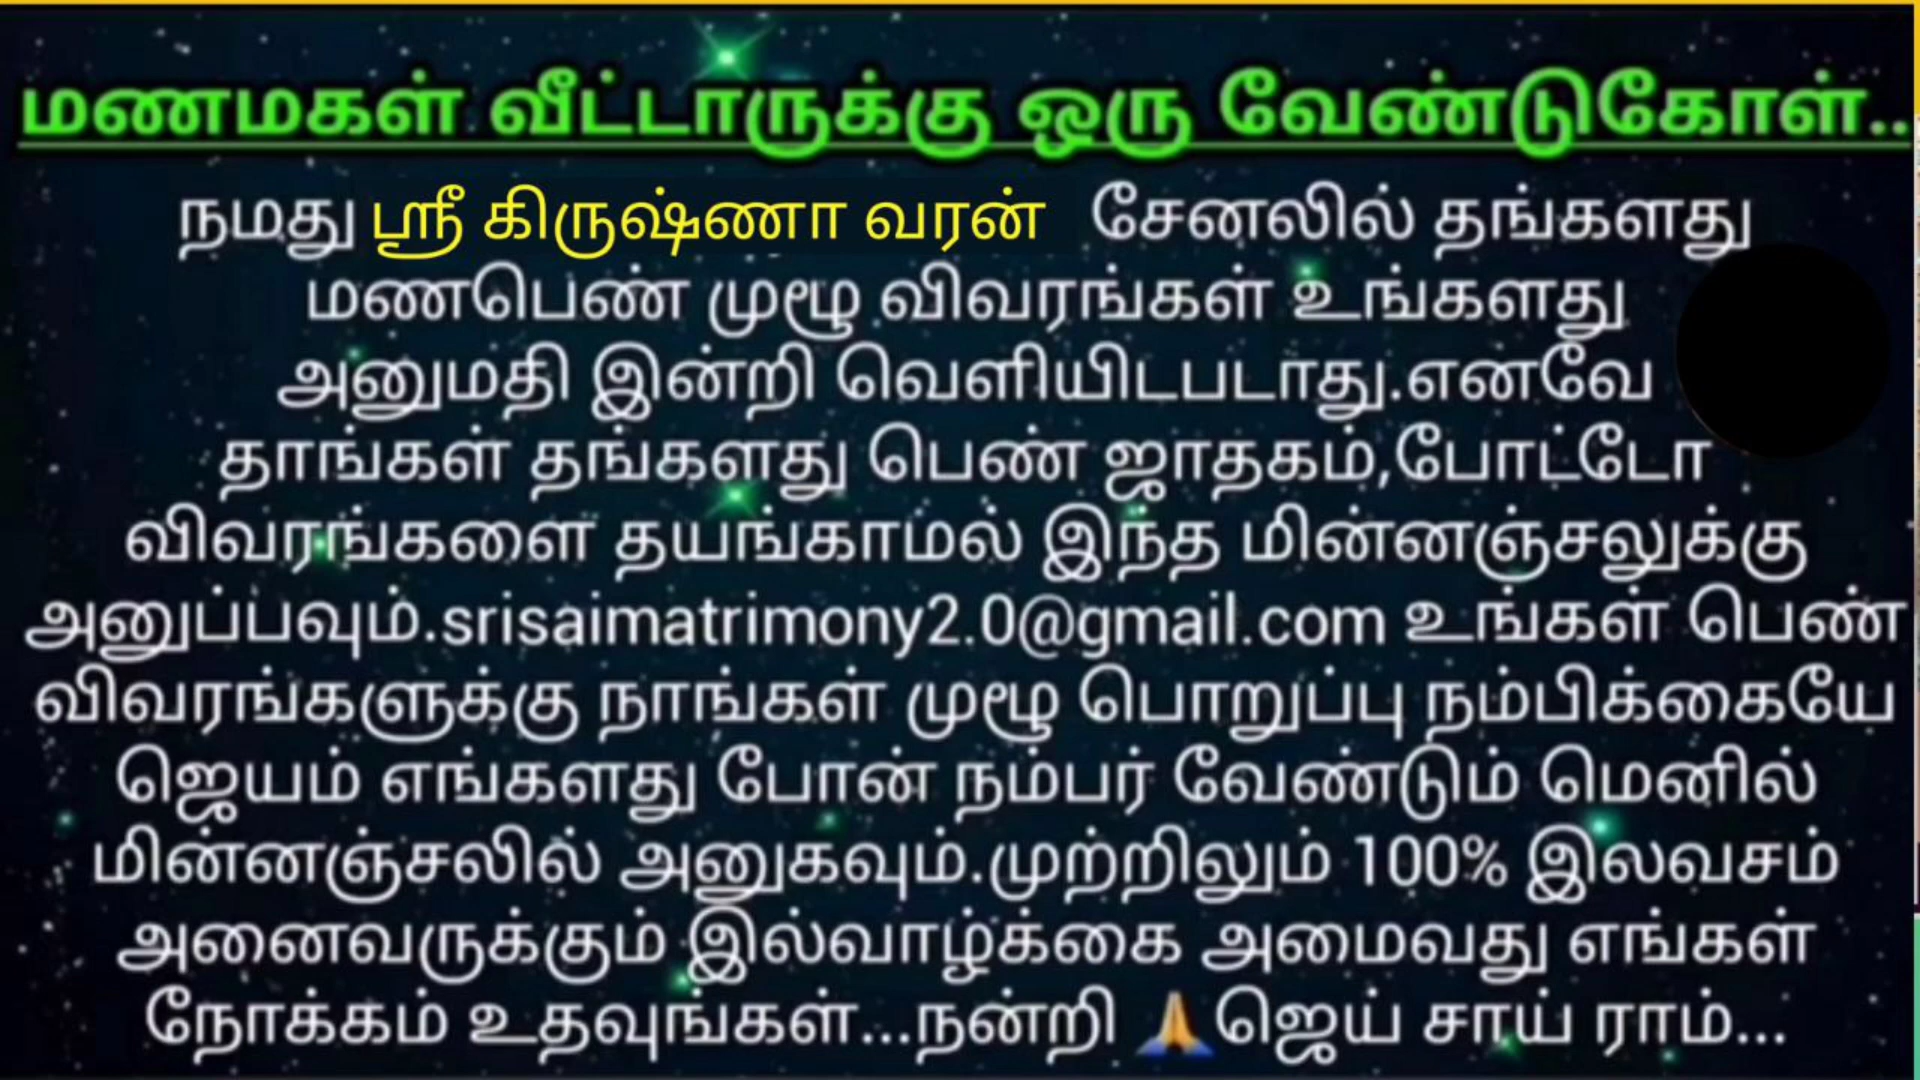 மணமகள் வீட்டாருக்கு ஒரு வேண்டுகோள்..
நமது ஸ்ரீ கிருஷ்ணா வரன் சேனலில் தங்களது
மணபெண் முழூ விவரங்கள் உங்களது
அனுமதி இன்றி வெளியிடபடாது.எனவே
தாங்கள் தங்களது பெண் ஜாதகம்,போட்டோ
விவரங்களை தயங்காமல் இந்த மின்னஞ்சலுக்கு
அனுப்பவும்.srisaimatrimony2.0@gmail.com உங்கள் பெண்
விவரங்களுக்கு நாங்கள் முழூ பொறுப்பு நம்பிக்கையே
ஜெயம் எங்களது போன் நம்பர் வேண்டும் மெனில்
மின்னஞ்சலில் அனுகவும்.முற்றிலும் 100% இலவசம்
அனைவருக்கும் இல்வாழ்க்கை அமைவது எங்கள்
நோக்கம் உதவுங்கள்...நன்றி 🙏ஜெய் சாய் ராம்...